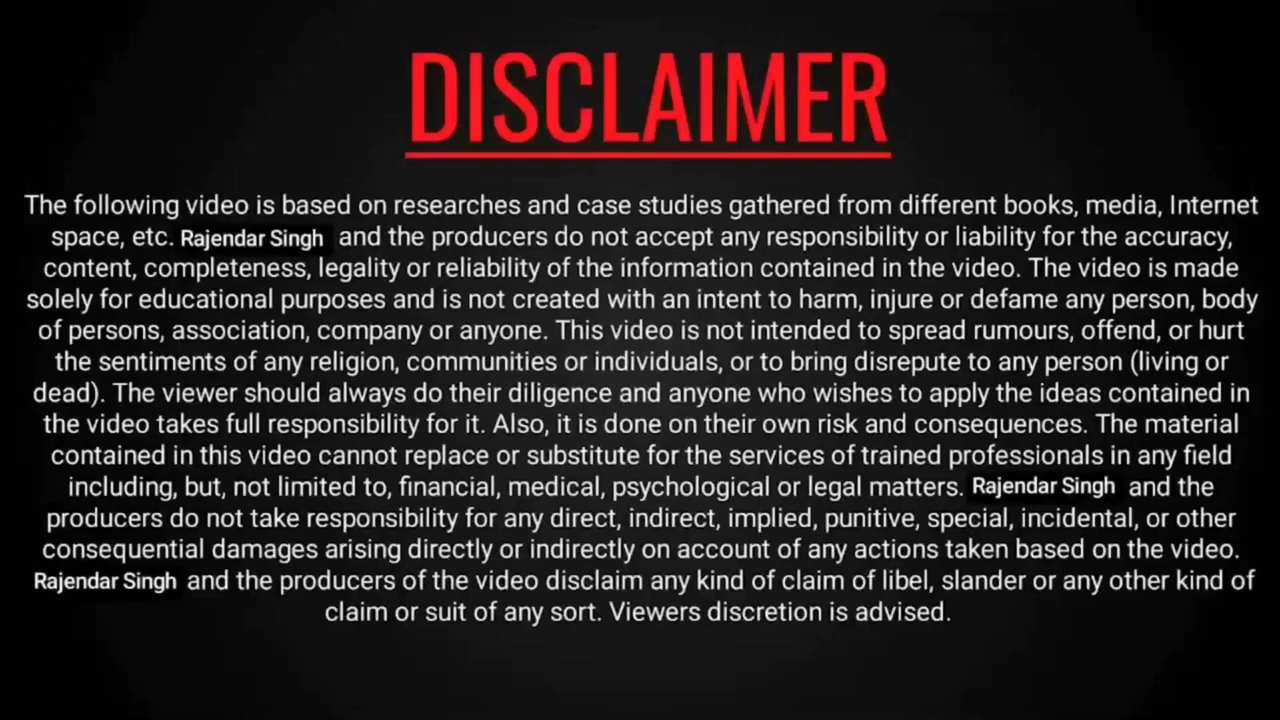 DISCLAIMER
The following video is based on researches and case studies gathered from different books, media, Internet
space, etc. Rajendar Singh and the producers do not accept any responsibility or liability for the accuracy,
content, completeness, legality or reliability of the information contained in the video. The video is made
solely for educational purposes and is not created with an intent to harm, injure or defame any person, body
of persons, association, company or anyone. This video is not intended to spread rumours, offend, or hurt
the sentiments of any religion, communities or individuals, or to bring disrepute to any person (living or
dead). The viewer should always do their diligence and anyone who wishes to apply the ideas contained in
the video takes full responsibility for it. Also, it is done on their own risk and consequences. The material
contained in this video cannot replace or substitute for the services of trained professionals in any field
including, but, not limited to, financial, medical, psychological or legal matters. Rajendar Singh and the
producers do not take responsibility for any direct, indirect, implied, punitive, special, incidental, or other
consequential damages arising directly or indirectly on account of any actions taken based on the video.
Rajendar Singh and the producers of the video disclaim any kind of claim of libel, slander or any other kind of
claim or suit of any sort. Viewers discretion is advised.